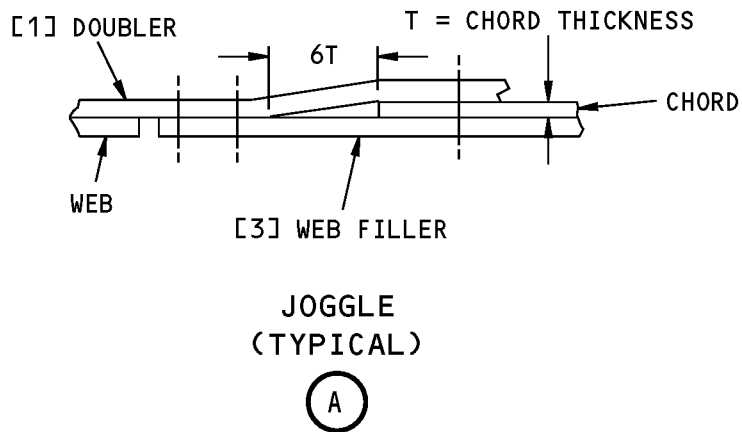 [1] DOUBLER
6T
T = CHORD THICKNESS
CHORD
WEB
[3] WEB FILLER
JOGGLE
(TYPICAL)
A